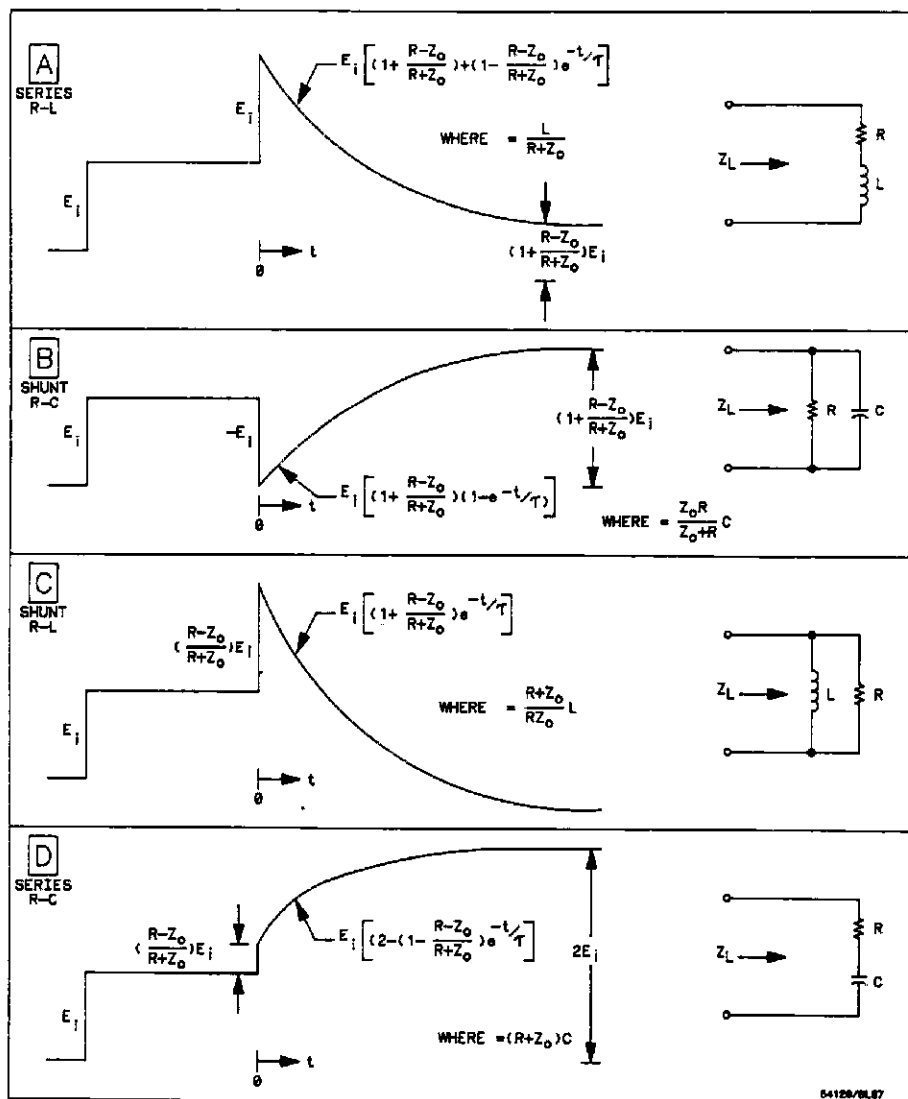 A
SERIES
R-L
E_i
E_i
E_i[(1+ (R-Z_o)/(R+Z_o))+(1- (R-Z_o)/(R+Z_o))e^-t/τ]
WHERE = L/(R+Z_o)
(1+(R-Z_o)/(R+Z_o))E_i
0
t
Z_L
R
L
B
SHUNT
R-C
E_i
-E_i
(1+(R-Z_o)/(R+Z_o))E_i
0
t
E_i[(1+ (R-Z_o)/(R+Z_o))(1-e^-t/τ)]
WHERE = (Z_oR)/(Z_o+R) C
Z_L
R
C
C
SHUNT
R-L
((R-Z_o)/(R+Z_o))E_i
E_i
E_i[(1+ (R-Z_o)/(R+Z_o))e^-t/τ]
WHERE = (R+Z_o)/(RZ_o) L
0
t
Z_L
L
R
D
SERIES
R-C
((R-Z_o)/(R+Z_o))E_i
E_i
E_i[(2-(1- (R-Z_o)/(R+Z_o))e^-t/τ]
2E_i
WHERE =(R+Z_o)C
0
t
Z_L
R
C
54120/BL87